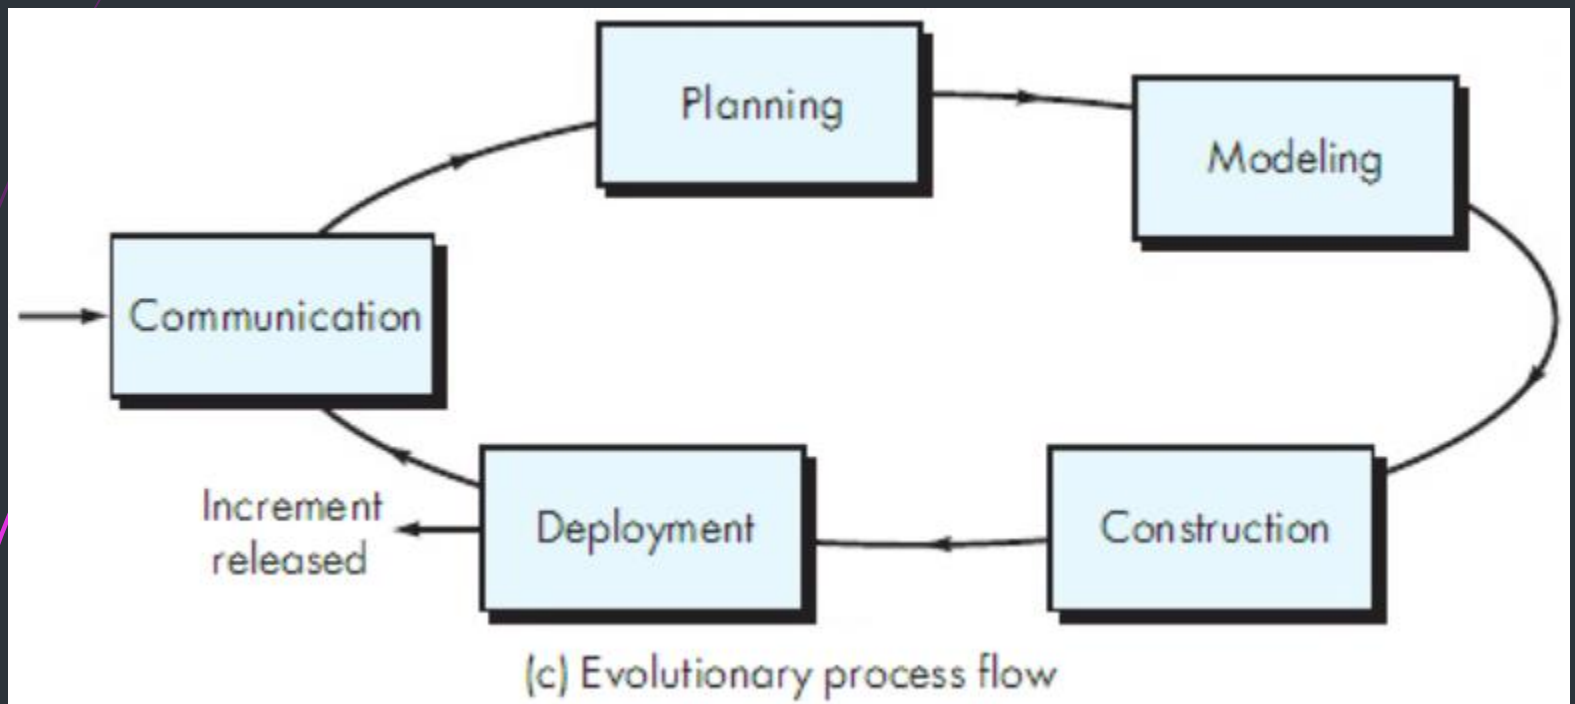 Planning
Modeling
Communication
Increment
released
Deployment
Construction
(c) Evolutionary process flow